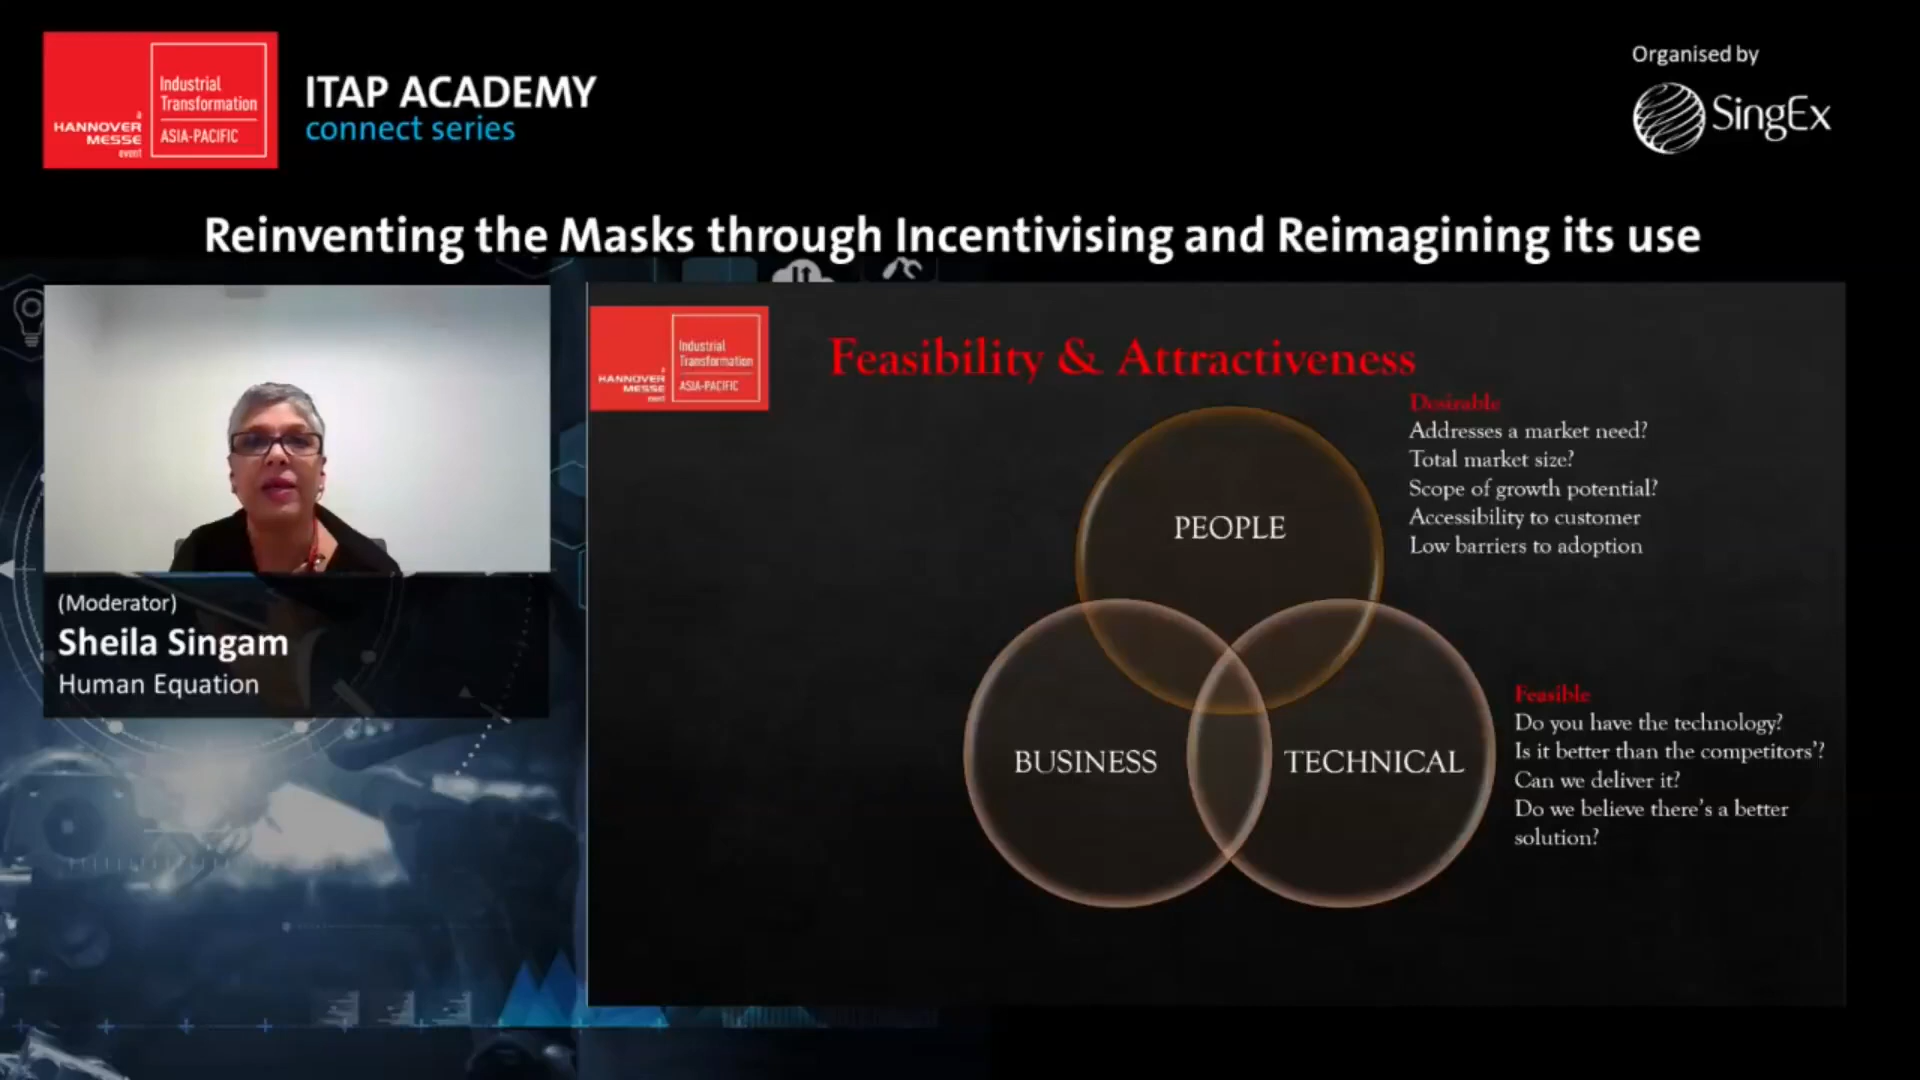 Industrial
Transformation
ASIA-PACIFIC
a
HANNOVER
MESSE
event
ITAP ACADEMY
connect series
Organised by
SingEx
Reinventing the Masks through Incentivising and Reimagining its use
(Moderator)
Sheila Singam
Human Equation
Industrial
Transformation
ASIA-PACIFIC
a
HANNOVER
MESSE
event
Feasibility & Attractiveness
Desirable
Addresses a market need?
Total market size?
Scope of growth potential?
Accessibility to customer
Low barriers to adoption
PEOPLE
BUSINESS
TECHNICAL
Feasible
Do you have the technology?
Is it better than the competitors'?
Can we deliver it?
Do we believe there's a better
solution?